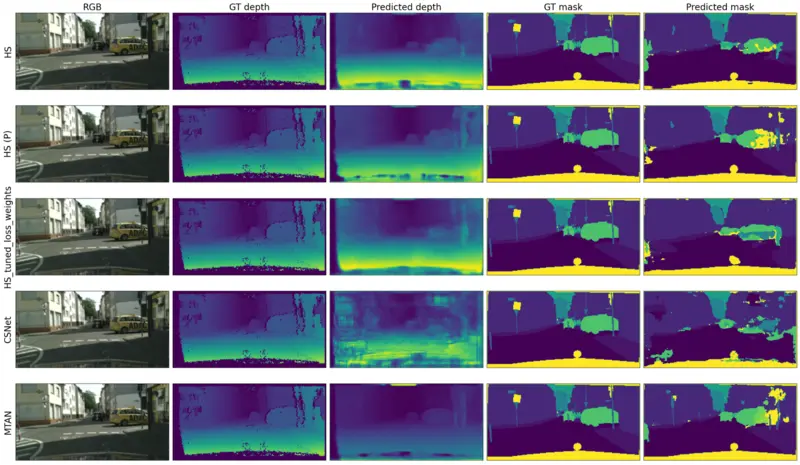 RGB GT depth Predicted depth GT mask Predicted mask
HS
HS (P)
HS_tuned_loss_weights
CSNet
MTAN